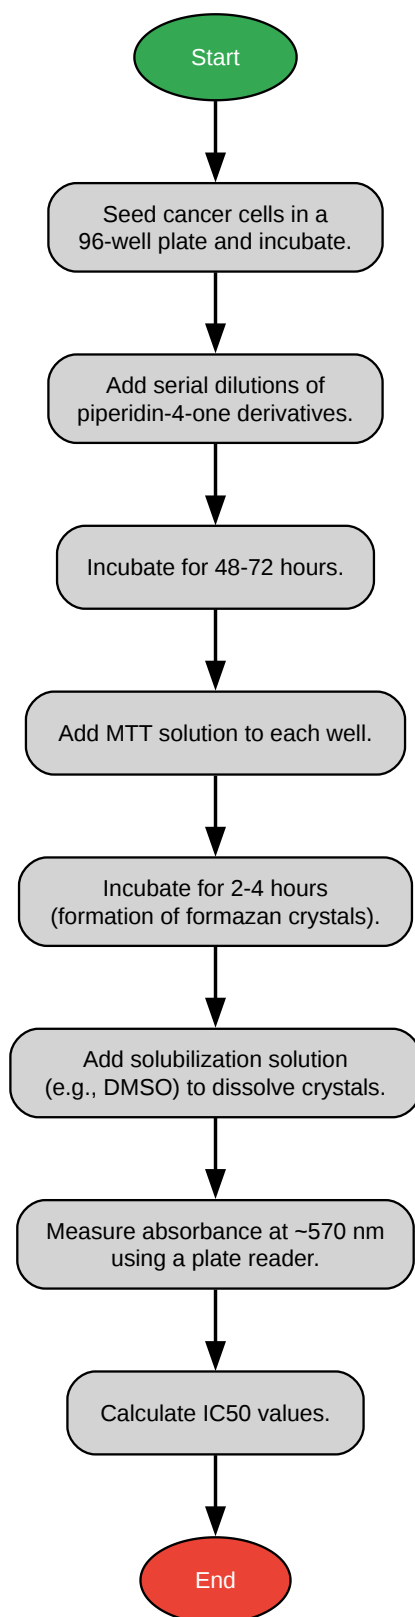 Start
Seed cancer cells in a
96-well plate and incubate.
Add serial dilutions of
piperidin-4-one derivatives.
Incubate for 48-72 hours.
Add MTT solution to each well.
Incubate for 2-4 hours
(formation of formazan crystals).
Add solubilization solution
(e.g., DMSO) to dissolve crystals.
Measure absorbance at ~570 nm
using a plate reader.
Calculate IC50 values.
End